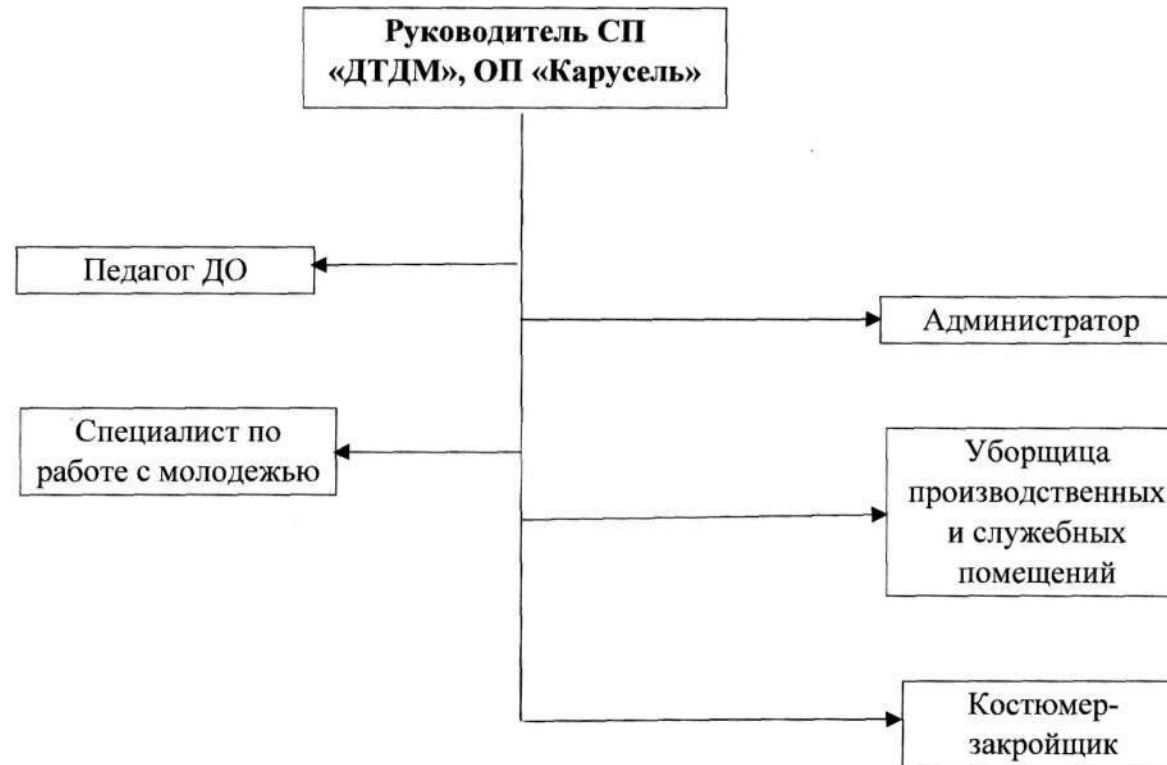 Руководитель СП
«ДТДМ», ОП «Карусель»
Педагог ДО
Администратор
Специалист по
работе с молодежью
Уборщица
производственных
и служебных
помещений
Костюмер-
закройщик